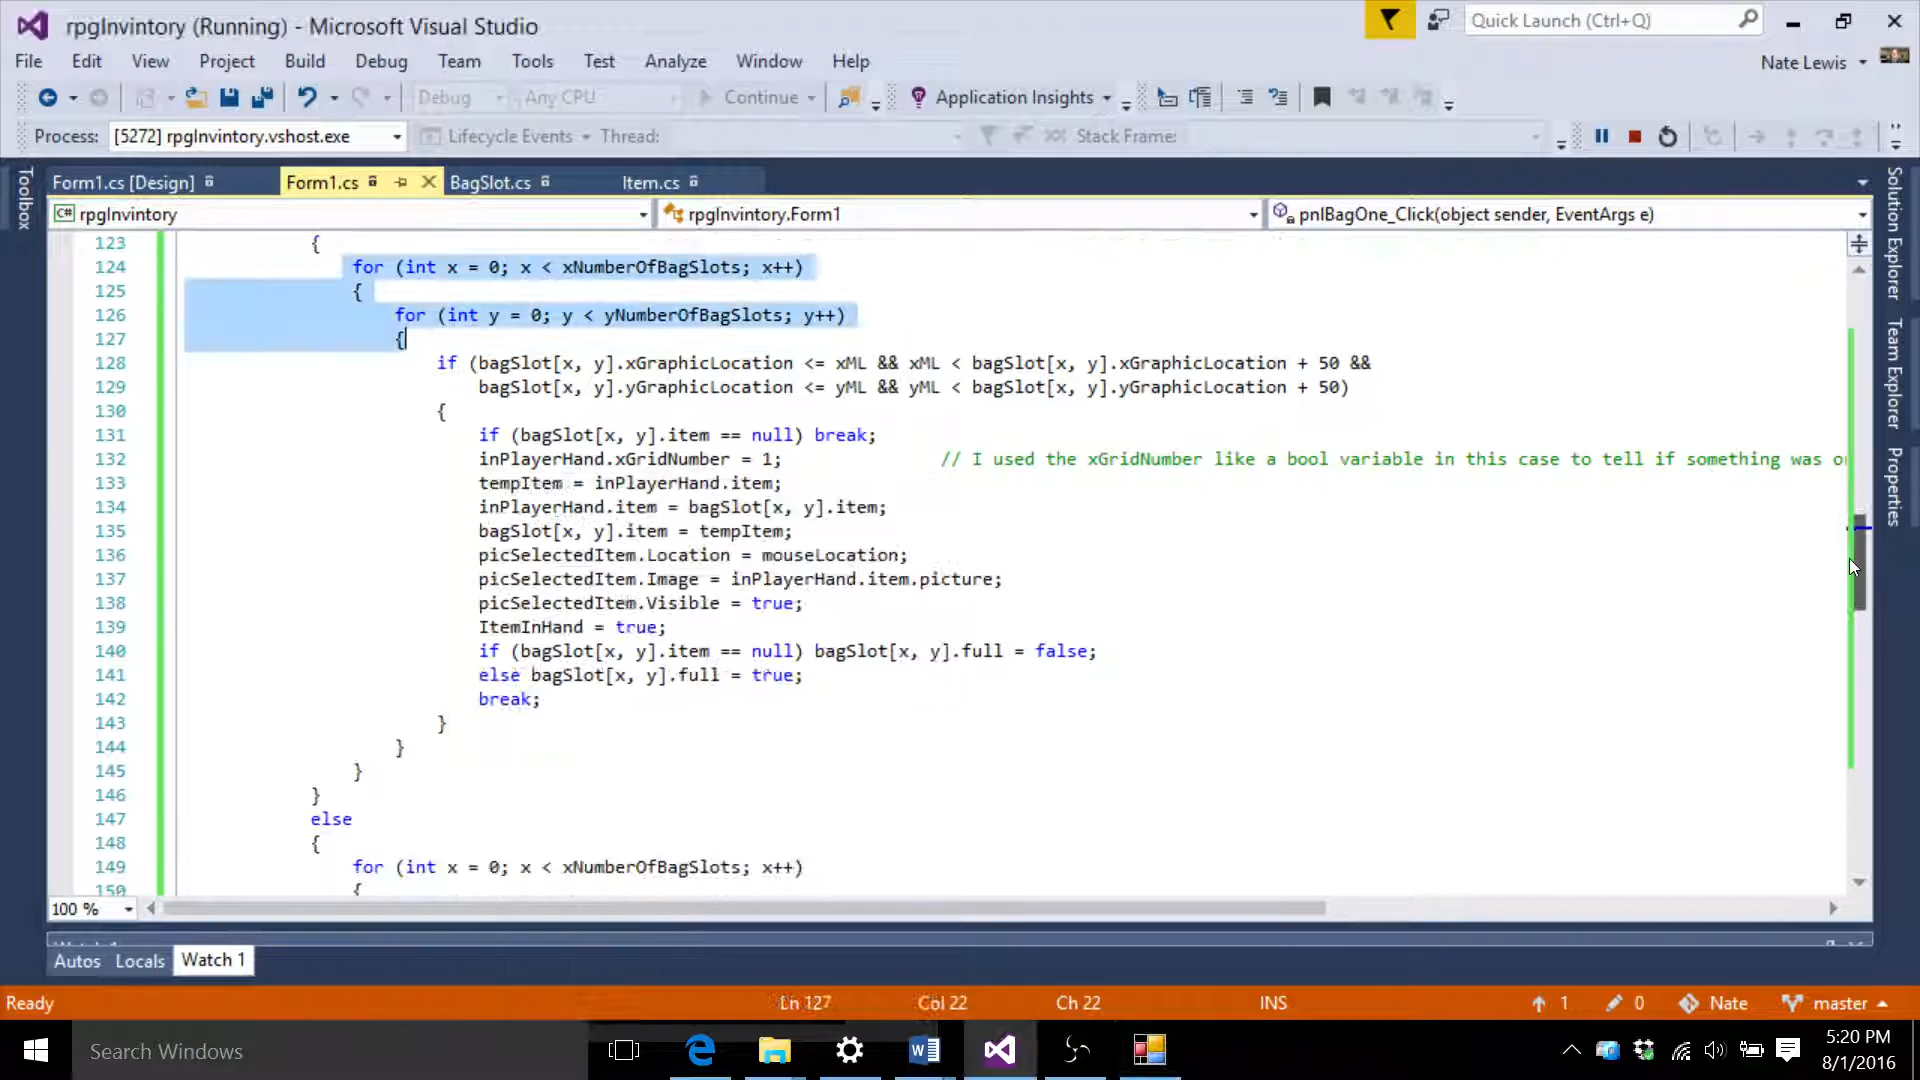 rpgInvintory (Running) - Microsoft Visual Studio
Quick Launch (Ctrl+Q)
File Edit View Project Build Debug Team Tools Test Analyze Window Help
Nate Lewis
Debug Any CPU Continue Application Insights
Process: [5272] rpgInvintory.vshost.exe Lifecycle Events Thread: Stack Frame:
Toolbox
Form1.cs [Design] Form1.cs BagSlot.cs Item.cs
rpgInvintory rpgInvintory.Form1 pnlBagOne_Click(object sender, EventArgs e)
Solution Explorer
Team Explorer
Properties
123 {
124 for (int x = 0; x < xNumberOfBagSlots; x++)
125 {
126 for (int y = 0; y < yNumberOfBagSlots; y++)
127 {
128 if (bagSlot[x, y].xGraphicLocation <= xML && xML < bagSlot[x, y].xGraphicLocation + 50 &&
129 bagSlot[x, y].yGraphicLocation <= yML && yML < bagSlot[x, y].yGraphicLocation + 50)
130 {
131 if (bagSlot[x, y].item == null) break;
132 inPlayerHand.xGridNumber = 1; // I used the xGridNumber like a bool variable in this case to tell if something was
133 tempItem = inPlayerHand.item;
134 inPlayerHand.item = bagSlot[x, y].item;
135 bagSlot[x, y].item = tempItem;
136 picSelectedItem.Location = mouseLocation;
137 picSelectedItem.Image = inPlayerHand.item.picture;
138 picSelectedItem.Visible = true;
139 ItemInHand = true;
140 if (bagSlot[x, y].item == null) bagSlot[x, y].full = false;
141 else bagSlot[x, y].full = true;
142 break;
143 }
144 }
145 }
146 }
147 else
148 {
149 for (int x = 0; x < xNumberOfBagSlots; x++)
150 {
100 %
Autos Locals Watch 1
Ready Ln 127 Col 22 Ch 22 INS 1 0 Nate master
Search Windows
5:20 PM
8/1/2016